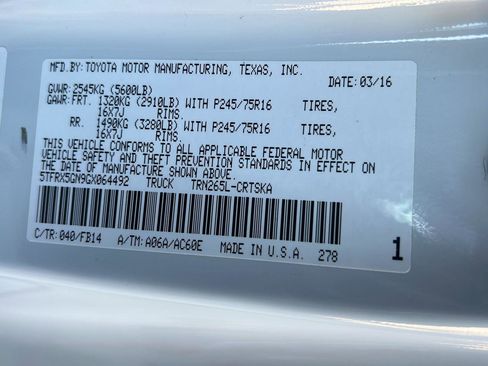 MFD.BY: TOYOTA MOTOR MANUFACTURING, TEXAS, INC.
DATE: 03/16
GVWR: 2545KG (5600LB)
GAWR: FRT. 1320KG (2910LB) WITH P245/75R16 TIRES,
16X7J RIMS.
RR. 1490KG (3280LB) WITH P245/75R16 TIRES,
16X7J RIMS.
THIS VEHICLE CONFORMS TO ALL APPLICABLE FEDERAL MOTOR
VEHICLE SAFETY AND THEFT PREVENTION STANDARDS IN EFFECT ON
THE DATE OF MANUFACTURE SHOWN ABOVE.
5TFRX5GN9GX064492 TRUCK TRN265L-CRTSKA
C/TR: 040/FB14 A/TM: A06A/AC60E MADE IN U.S.A. 278
1